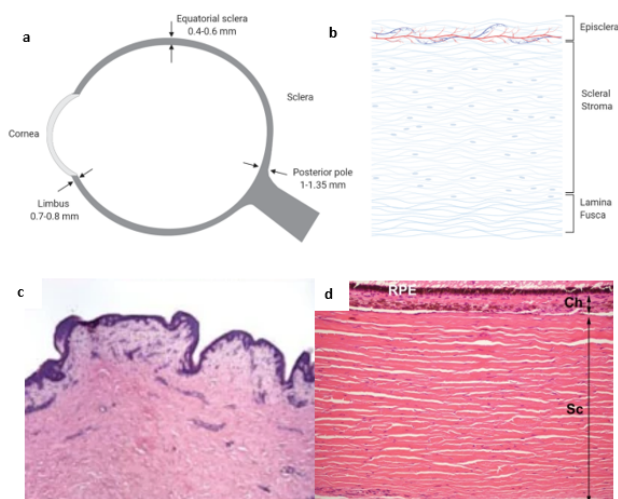 a
Equatorial sclera
0.4-0.6 mm
Sclera
Cornea
Posterior pole
1-1.35 mm
Limbus
0.7-0.8 mm
b
Episclera
Scleral
Stroma
Lamina
Fusca
c
d
RPE
Ch
Sc